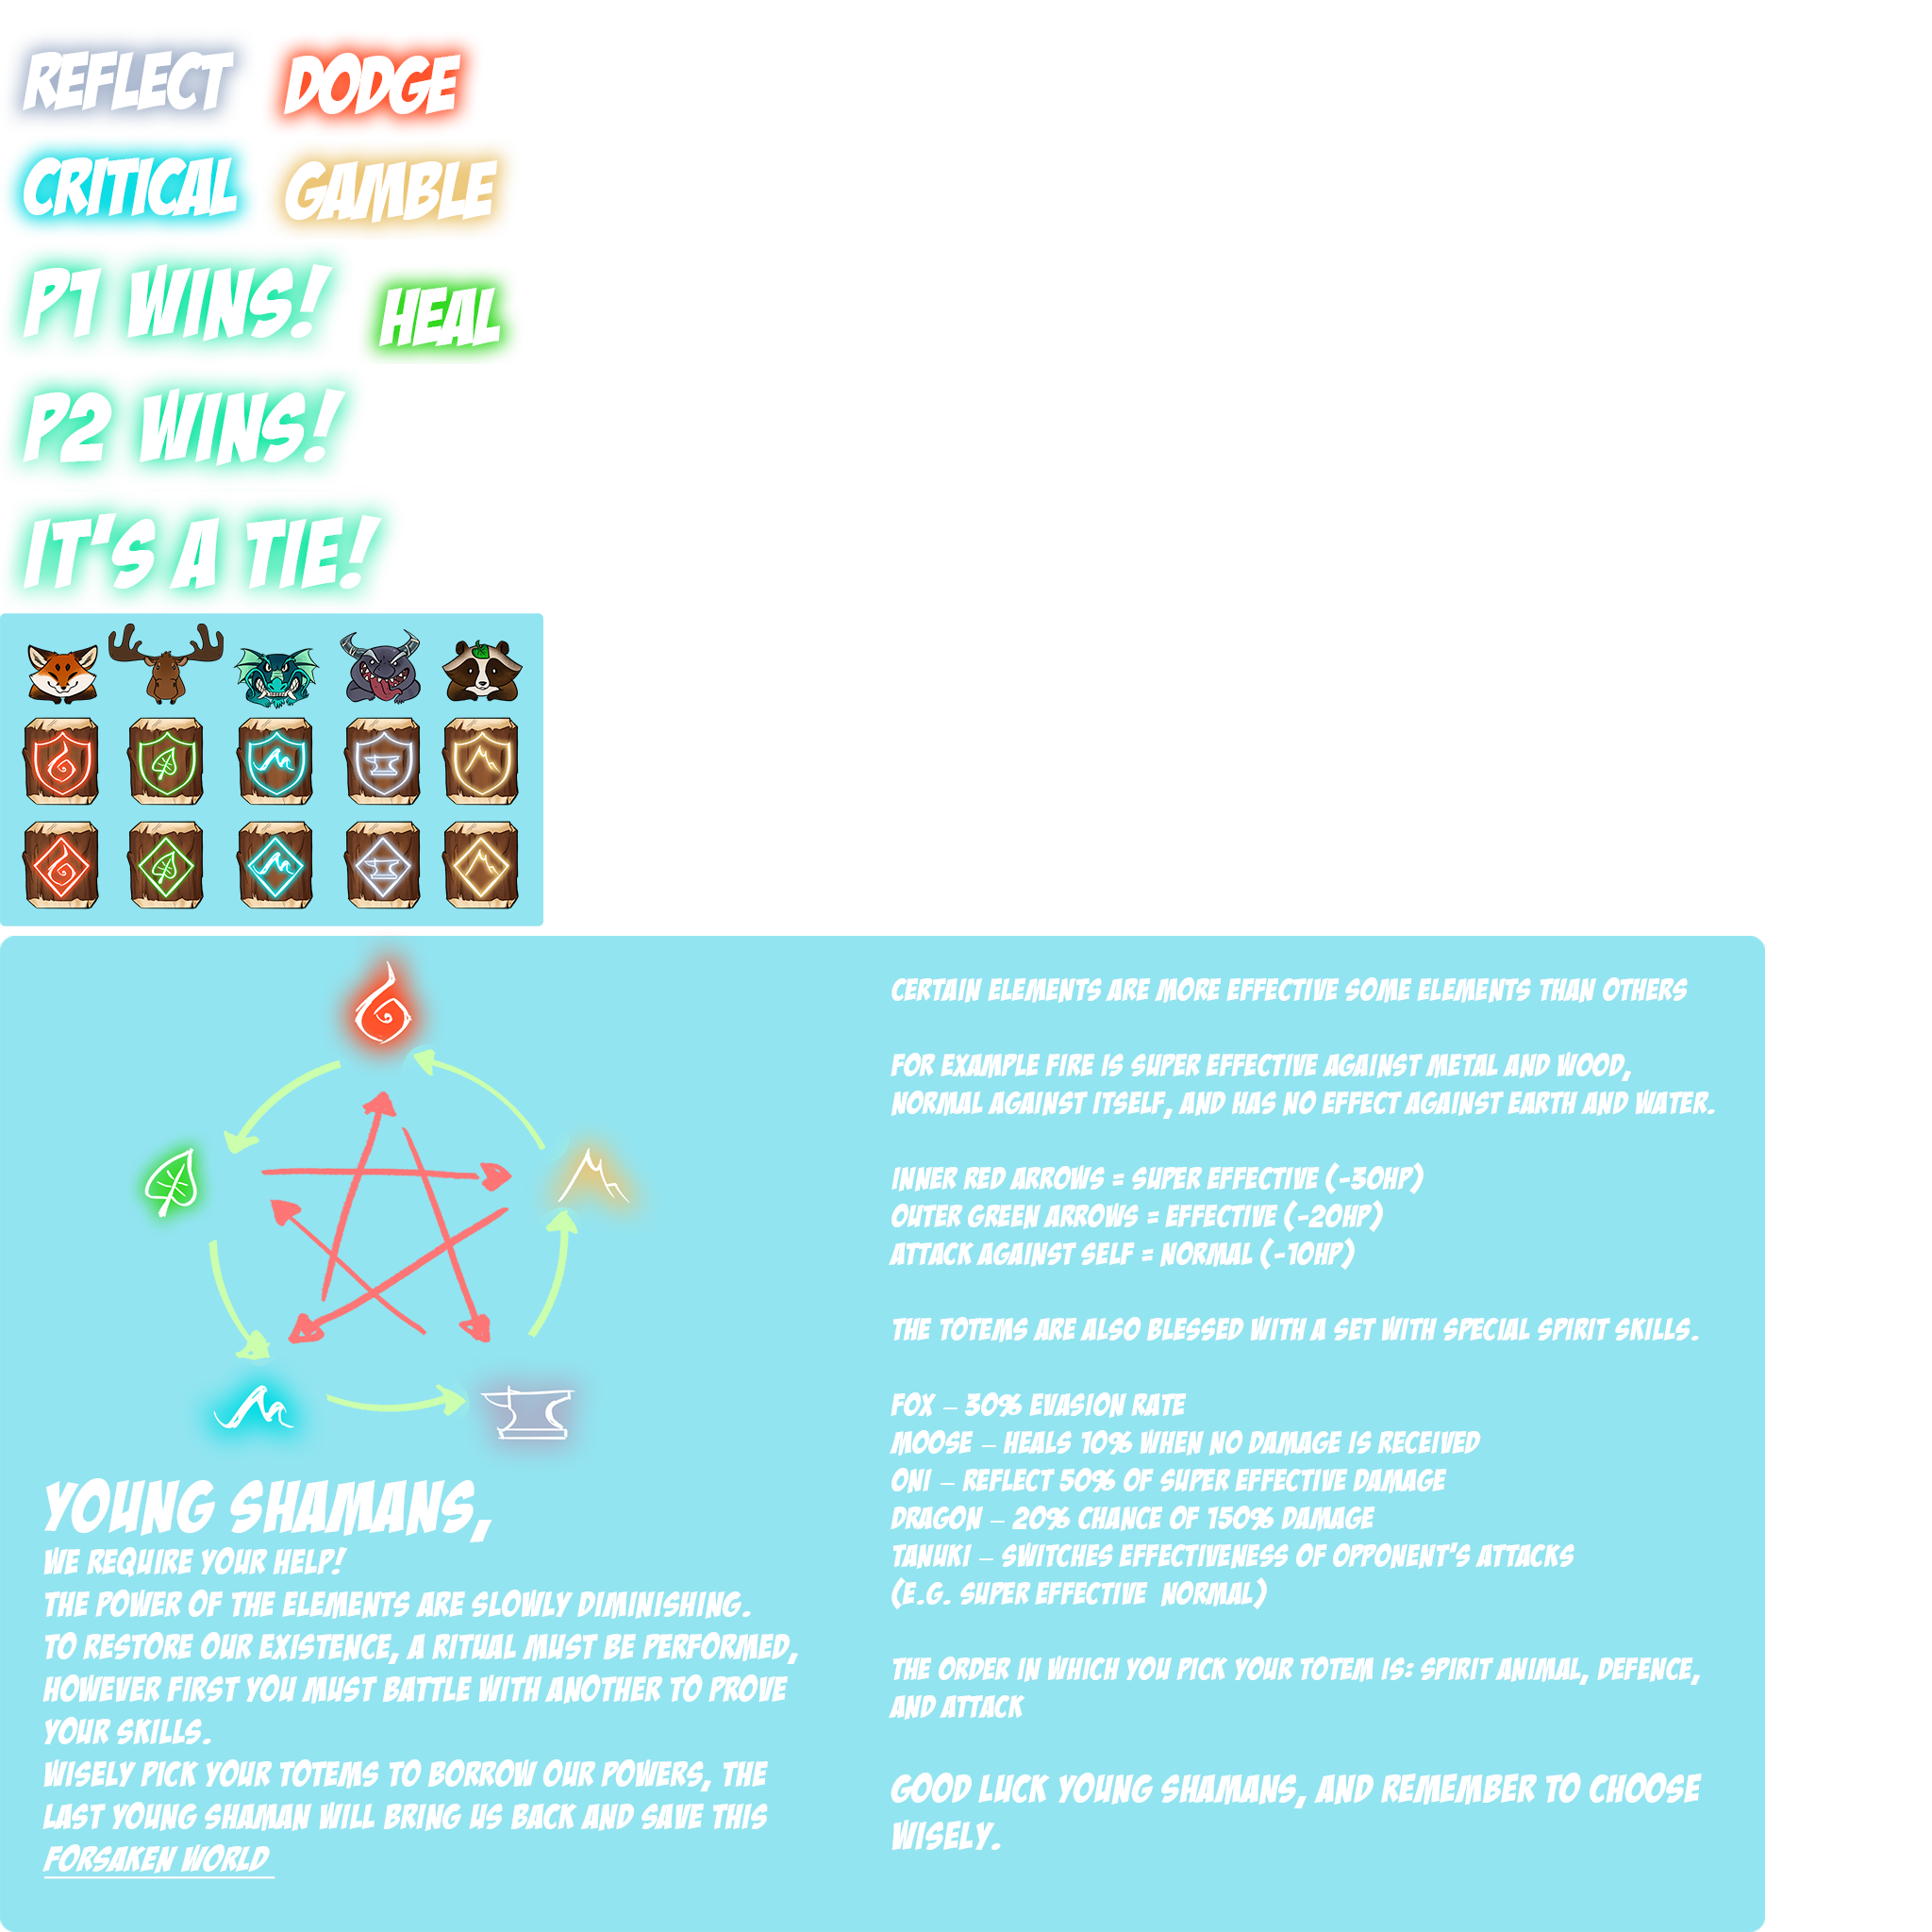 REFLECT
DODGE
CRITICAL
GAMBLE
P1 WINS!
HEAL
P2 WINS!
IT'S A TIE!
YOUNG SHAMANS,
WE REQUIRE YOUR HELP!
THE POWER OF THE ELEMENTS ARE SLOWLY DIMINISHING.
TO RESTORE OUR EXISTENCE, A RITUAL MUST BE PERFORMED,
HOWEVER FIRST YOU MUST BATTLE WITH ANOTHER TO PROVE
YOUR SKILLS.
WISELY PICK YOUR TOTEMS TO BORROW OUR POWERS, THE
LAST YOUNG SHAMAN WILL BRING US BACK AND SAVE THIS
FORSAKEN WORLD
CERTAIN ELEMENTS ARE MORE EFFECTIVE SOME ELEMENTS THAN OTHERS
FOR EXAMPLE FIRE IS SUPER EFFECTIVE AGAINST METAL AND WOOD,
NORMAL AGAINST ITSELF, AND HAS NO EFFECT AGAINST EARTH AND WATER.
INNER RED ARROWS = SUPER EFFECTIVE (-30HP)
OUTER GREEN ARROWS = EFFECTIVE (-20HP)
ATTACK AGAINST SELF = NORMAL (-10HP)
THE TOTEMS ARE ALSO BLESSED WITH A SET WITH SPECIAL SPIRIT SKILLS.
FOX – 30% EVASION RATE
MOOSE – HEALS 10% WHEN NO DAMAGE IS RECEIVED
ONI – REFLECT 50% OF SUPER EFFECTIVE DAMAGE
DRAGON – 20% CHANCE OF 150% DAMAGE
TANUKI – SWITCHES EFFECTIVENESS OF OPPONENT'S ATTACKS
(E.G. SUPER EFFECTIVE  NORMAL)
THE ORDER IN WHICH YOU PICK YOUR TOTEM IS: SPIRIT ANIMAL, DEFENCE,
AND ATTACK
GOOD LUCK YOUNG SHAMANS, AND REMEMBER TO CHOOSE
WISELY.